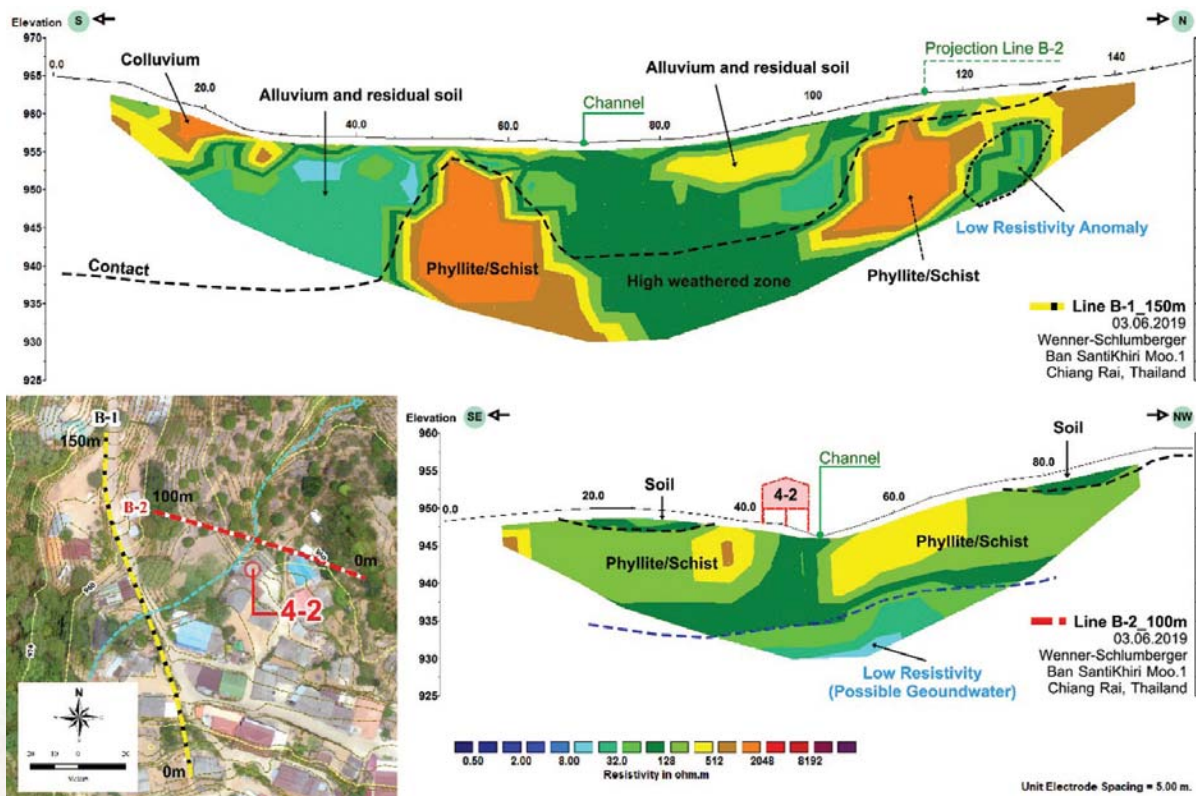 Elevation S N
970
965
960
955
950
945
940
935
930
925
0.0
20.0
40.0
60.0
80.0
100
120
140
Colluvium
Alluvium and residual soil
Channel
Alluvium and residual soil
Projection Line B-2
Contact
Phyllite/Schist
High weathered zone
Phyllite/Schist
Low Resistivity Anomaly
Line B-1_150m
03.06.2019
Wenner-Schlumberger
Ban SantiKhiri Moo.1
Chiang Rai, Thailand
B-1
150m
100m
B-2
0m
4-2
0m
N
Elevation SE NW
960
955
950
945
940
935
930
925
0.0
20.0
40.0
60.0
80.0
Soil
4-2
Channel
Soil
Phyllite/Schist
Phyllite/Schist
Low Resistivity
(Possible Geoundwater)
Line B-2_100m
03.06.2019
Wenner-Schlumberger
Ban SantiKhiri Moo.1
Chiang Rai, Thailand
0.50 2.00 8.00 32.0 128 512 2048 8192
Resistivity in ohm.m
Unit Electrode Spacing = 5.00 m.